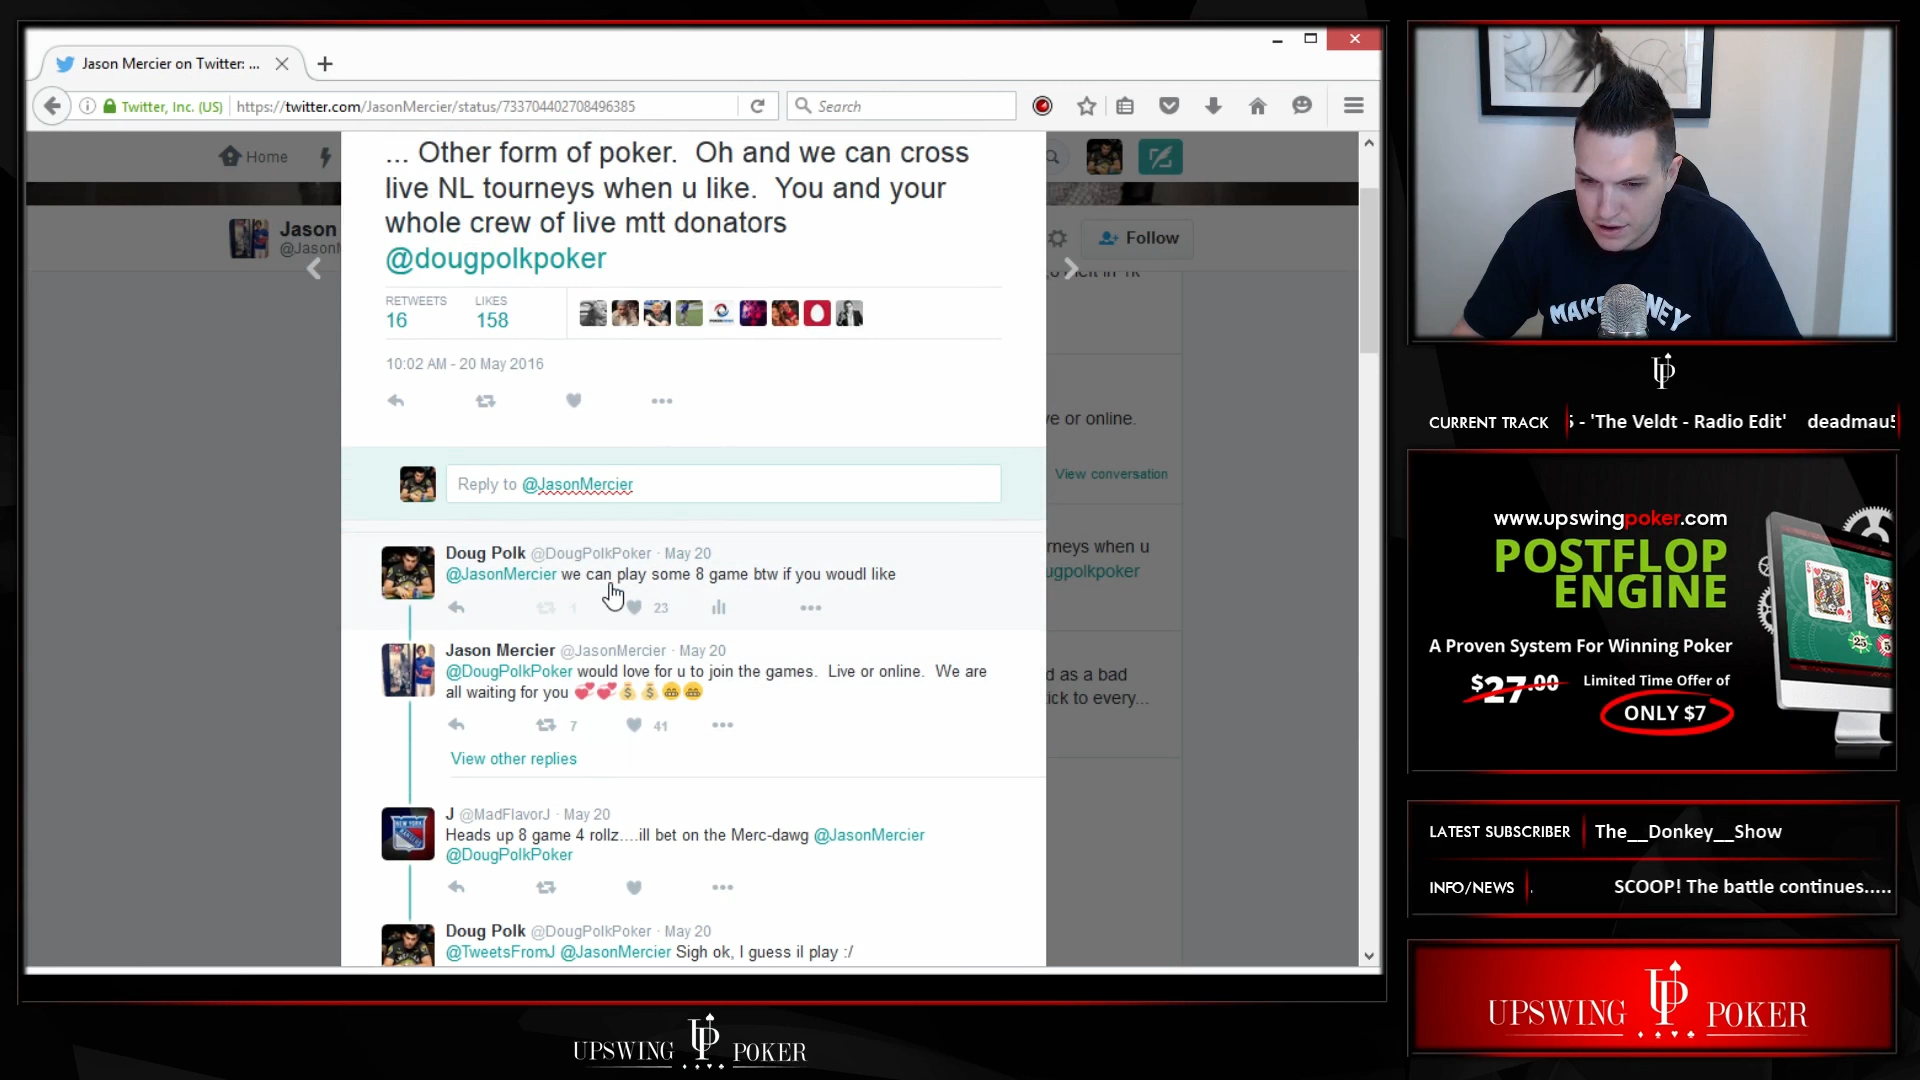 Jason Mercier on Twitter: ...
Twitter, Inc. (US)
https://twitter.com/JasonMercier/status/733704402708496385
Search
Home
Jason
Follow
... Other form of poker. Oh and we can cross
live NL tourneys when u like. You and your
whole crew of live mtt donators
@dougpolkpoker
RETWEETS
LIKES
16
158
10:02 AM - 20 May 2016
Reply to @JasonMercier
ve or online.
View conversation
rneys when u
ugpolkpoker
d as a bad
ick to every...
Doug Polk @DougPolkPoker · May 20
@JasonMercier we can play some 8 game btw if you woudl like
1
23
Jason Mercier @JasonMercier · May 20
@DougPolkPoker would love for u to join the games. Live or online. We are
all waiting for you 💞💞💰💰😁😁
7
41
View other replies
J @MadFlavorJ · May 20
Heads up 8 game 4 rollz....ill bet on the Merc-dawg @JasonMercier
@DougPolkPoker
Doug Polk @DougPolkPoker · May 20
@TweetsFromJ @JasonMercier Sigh ok, I guess il play :/
UPSWING UP POKER
CURRENT TRACK
- 'The Veldt - Radio Edit' deadmau5
www.upswingpoker.com
POSTFLOP
ENGINE
A Proven System For Winning Poker
$27.00
Limited Time Offer of
ONLY $7
LATEST SUBSCRIBER
The__Donkey__Show
INFO/NEWS
. SCOOP! The battle continues.....
UPSWING UP POKER